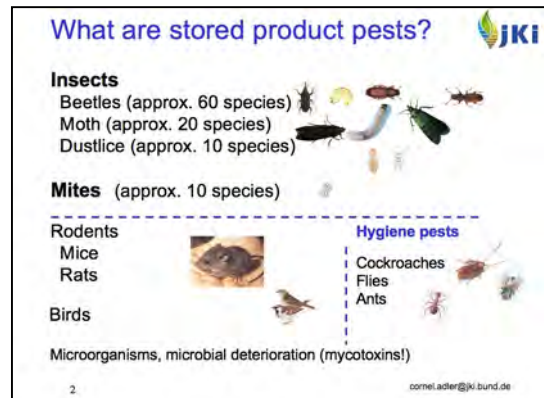 What are stored product pests?
jKi
Insects
Beetles (approx. 60 species)
Moth (approx. 20 species)
Dustlice (approx. 10 species)
Mites (approx. 10 species)
Rodents
Mice
Rats
Birds
Hygiene pests
Cockroaches
Flies
Ants
Microorganisms, microbial deterioration (mycotoxins!)
2
cornel.adler@jki.bund.de